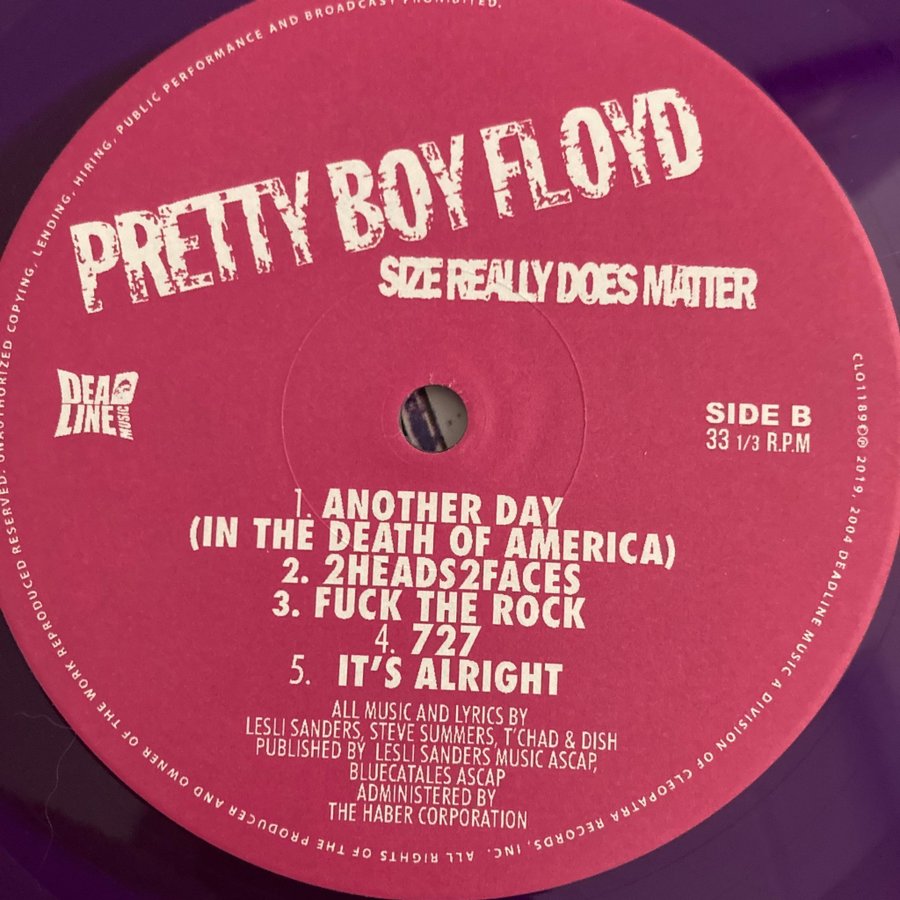 PRETTY BOY FLOYD
SIZE REALLY DOES MATTER
DEAD
LINE
MUSIC
SIDE B
33 1/3 R.P.M
1. ANOTHER DAY
(IN THE DEATH OF AMERICA)
2. 2HEADS2FACES
3. FUCK THE ROCK
4. 727
5. IT'S ALRIGHT
ALL MUSIC AND LYRICS BY
LESLI SANDERS, STEVE SUMMERS, T'CHAD & DISH
PUBLISHED BY LESLI SANDERS MUSIC ASCAP,
BLUECATALES ASCAP
ADMINISTERED BY
THE HABER CORPORATION
CLO1189 ©℗ 2019, 2004 DEADLINE MUSIC A DIVISION OF CLEOPATRA RECORDS, INC. ALL RIGHTS OF THE PRODUCER AND OWNER OF THE WORK REPRODUCED RESERVED. UNAUTHORIZED COPYING, LENDING, HIRING, PUBLIC PERFORMANCE AND BROADCAST PROHIBITED.